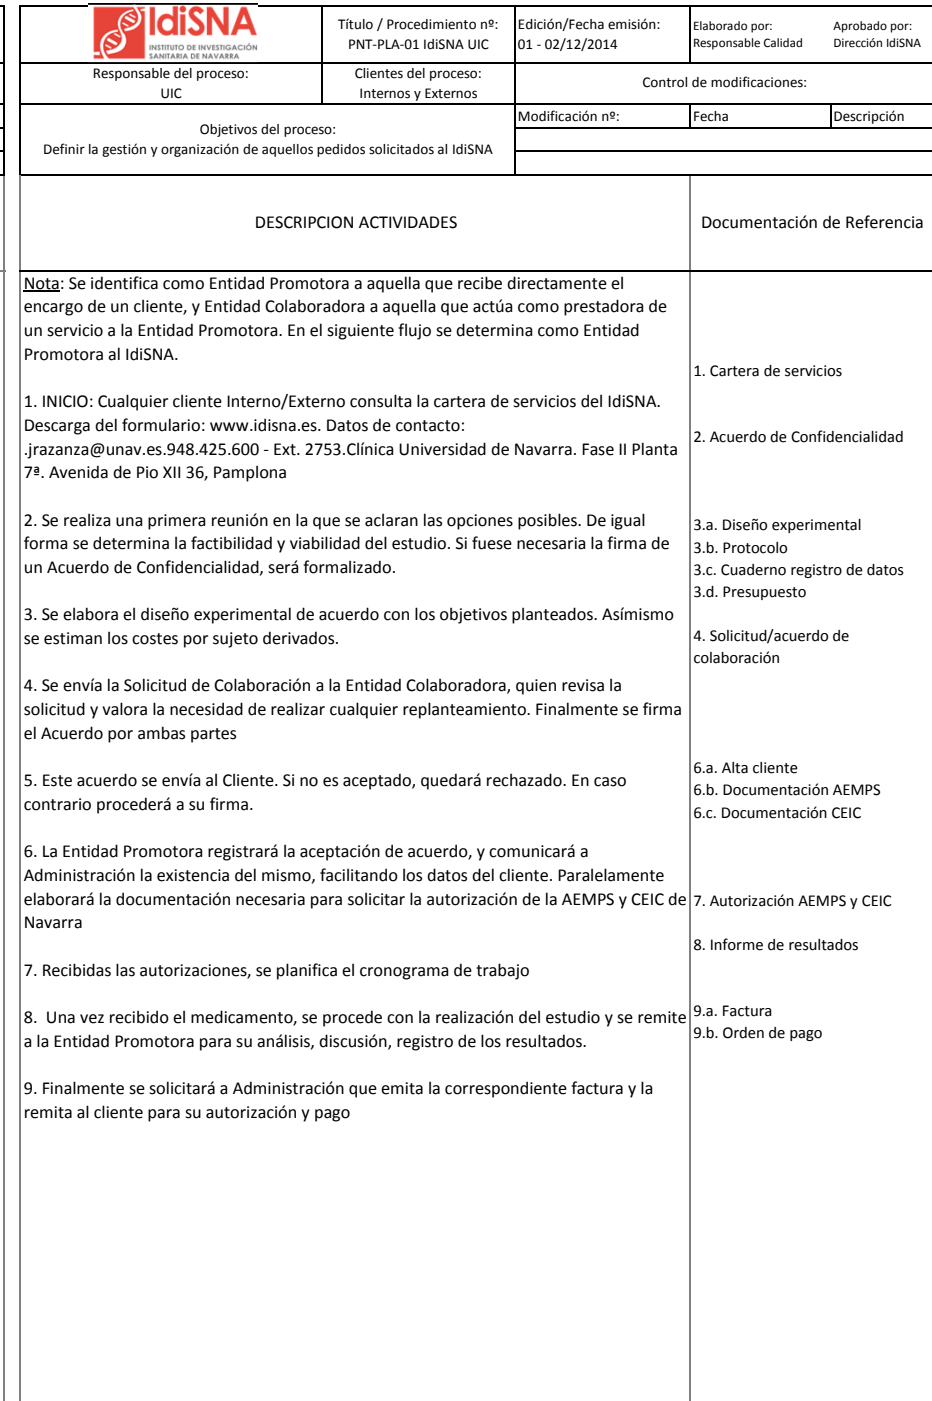 IdiSNA
INSTITUTO DE INVESTIGACIÓN
SANITARIA DE NAVARRA
Título / Procedimiento nº:
PNT-PLA-01 IdiSNA UIC
Edición/Fecha emisión:
01 - 02/12/2014
Elaborado por:
Responsable Calidad
Aprobado por:
Dirección IdiSNA
Responsable del proceso:
UIC
Clientes del proceso:
Internos y Externos
Control de modificaciones:
Objetivos del proceso:
Definir la gestión y organización de aquellos pedidos solicitados al IdiSNA
Modificación nº:
Fecha
Descripción
DESCRIPCION ACTIVIDADES
Documentación de Referencia
Nota: Se identifica como Entidad Promotora a aquella que recibe directamente el
encargo de un cliente, y Entidad Colaboradora a aquella que actúa como prestadora de
un servicio a la Entidad Promotora. En el siguiente flujo se determina como Entidad
Promotora al IdiSNA.
1. INICIO: Cualquier cliente Interno/Externo consulta la cartera de servicios del IdiSNA.
Descarga del formulario: www.idisna.es. Datos de contacto:
.jrazanza@unav.es.948.425.600 - Ext. 2753.Clínica Universidad de Navarra. Fase II Planta
7ª. Avenida de Pio XII 36, Pamplona
2. Se realiza una primera reunión en la que se aclaran las opciones posibles. De igual
forma se determina la factibilidad y viabilidad del estudio. Si fuese necesaria la firma de
un Acuerdo de Confidencialidad, será formalizado.
3. Se elabora el diseño experimental de acuerdo con los objetivos planteados. Asímismo
se estiman los costes por sujeto derivados.
4. Se envía la Solicitud de Colaboración a la Entidad Colaboradora, quien revisa la
solicitud y valora la necesidad de realizar cualquier replanteamiento. Finalmente se firma
el Acuerdo por ambas partes
5. Este acuerdo se envía al Cliente. Si no es aceptado, quedará rechazado. En caso
contrario procederá a su firma.
6. La Entidad Promotora registrará la aceptación de acuerdo, y comunicará a
Administración la existencia del mismo, facilitando los datos del cliente. Paralelamente
elaborará la documentación necesaria para solicitar la autorización de la AEMPS y CEIC de
Navarra
7. Recibidas las autorizaciones, se planifica el cronograma de trabajo
8.  Una vez recibido el medicamento, se procede con la realización del estudio y se remite
a la Entidad Promotora para su análisis, discusión, registro de los resultados.
9. Finalmente se solicitará a Administración que emita la correspondiente factura y la
remita al cliente para su autorización y pago
1. Cartera de servicios
2. Acuerdo de Confidencialidad
3.a. Diseño experimental
3.b. Protocolo
3.c. Cuaderno registro de datos
3.d. Presupuesto
4. Solicitud/acuerdo de
colaboración
6.a. Alta cliente
6.b. Documentación AEMPS
6.c. Documentación CEIC
7. Autorización AEMPS y CEIC
8. Informe de resultados
9.a. Factura
9.b. Orden de pago